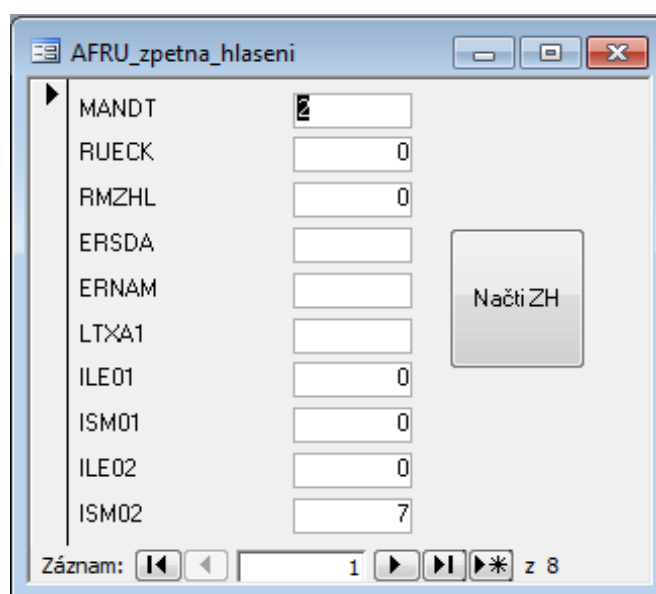 AFRU_zpetna_hlaseni
MANDT 2
RUECK 0
RMZHL 0
ERSDA
ERNAM
Načti ZH
LTXA1
ILE01 0
ISM01 0
ILE02 0
ISM02 7
Záznam: 1 z 8